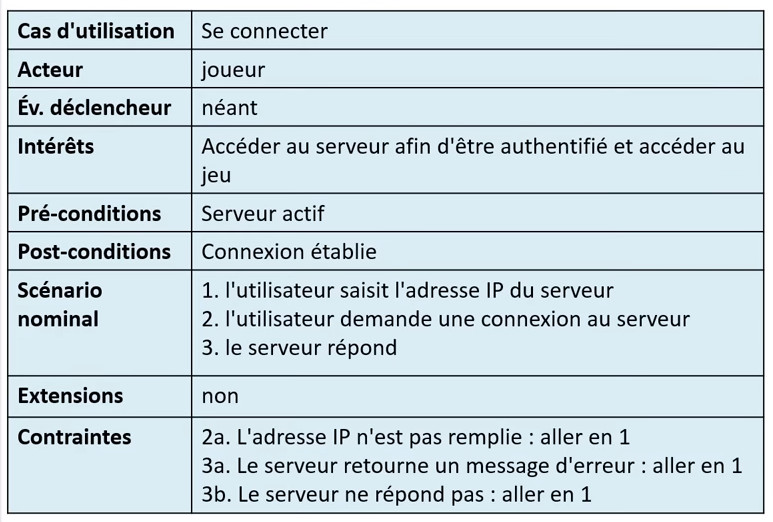 Cas d'utilisation Se connecter
Acteur joueur
Év. déclencheur néant
Intérêts Accéder au serveur afin d'être authentifié et accéder au
jeu
Pré-conditions Serveur actif
Post-conditions Connexion établie
Scénario 1. l'utilisateur saisit l'adresse IP du serveur
nominal 2. l'utilisateur demande une connexion au serveur
3. le serveur répond
Extensions non
Contraintes 2a. L'adresse IP n'est pas remplie : aller en 1
3a. Le serveur retourne un message d'erreur : aller en 1
3b. Le serveur ne répond pas : aller en 1